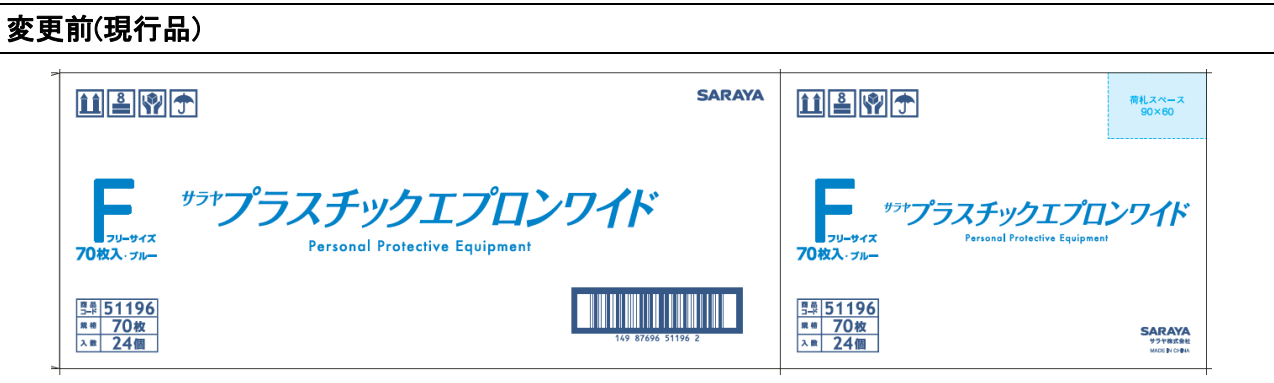 変更前(現行品)
8
SARAYA
F
フリーサイズ
70枚入・ブルー
サラヤプラスチックエプロンワイド
Personal Protective Equipment
商品コード 51196
規格 70枚
入数 24個
149 87696 51196 2
8
荷札スペース
90×60
F
フリーサイズ
70枚入・ブルー
サラヤプラスチックエプロンワイド
Personal Protective Equipment
商品コード 51196
規格 70枚
入数 24個
SARAYA
サラヤ株式会社
MADE IN CHINA